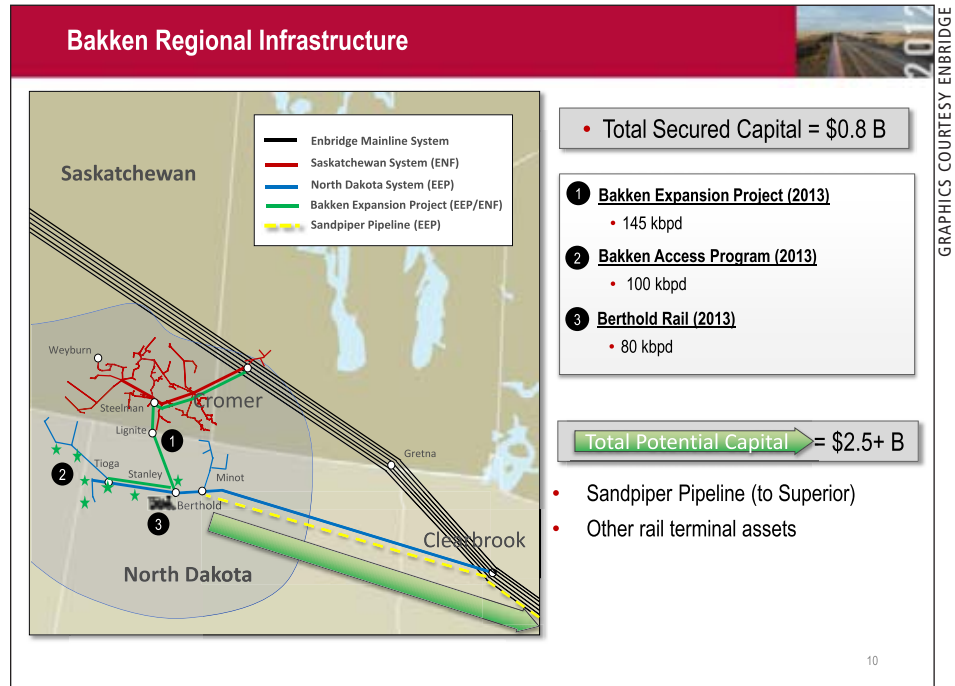 Bakken Regional Infrastructure
2012
GRAPHICS COURTESY ENBRIDGE
Enbridge Mainline System
Saskatchewan System (ENF)
North Dakota System (EEP)
Bakken Expansion Project (EEP/ENF)
Sandpiper Pipeline (EEP)
Saskatchewan
Weyburn
Cromer
Steelman
Lignite
1
Gretna
Tioga
2
Stanley
Minot
Berthold
3
Clearbrook
North Dakota
• Total Secured Capital = $0.8 B
1 Bakken Expansion Project (2013)
• 145 kbpd
2 Bakken Access Program (2013)
• 100 kbpd
3 Berthold Rail (2013)
• 80 kbpd
Total Potential Capital = $2.5+ B
• Sandpiper Pipeline (to Superior)
• Other rail terminal assets
10